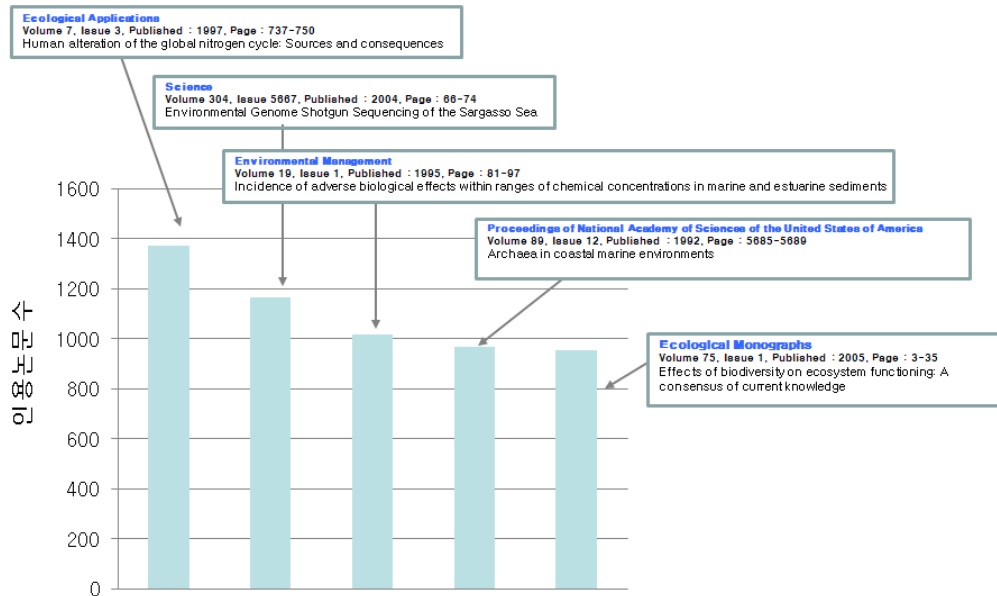 Ecological Applications
Volume 7, Issue 3, Published : 1997, Page : 737-750
Human alteration of the global nitrogen cycle: Sources and consequences
Science
Volume 304, Issue 5667, Published : 2004, Page : 66-74
Environmental Genome Shotgun Sequencing of the Sargasso Sea
Environmental Management
Volume 19, Issue 1, Published : 1995, Page : 81-97
Incidence of adverse biological effects within ranges of chemical concentrations in marine and estuarine sediments
Proceedings of National Academy of Sciences of the United States of America
Volume 89, Issue 12, Published : 1992, Page : 5685-5689
Archaea in coastal marine environments
Ecological Monographs
Volume 75, Issue 1, Published : 2005, Page : 3-35
Effects of biodiversity on ecosystem functioning: A
consensus of current knowledge
인용논문수
1600
1400
1200
1000
800
600
400
200
0